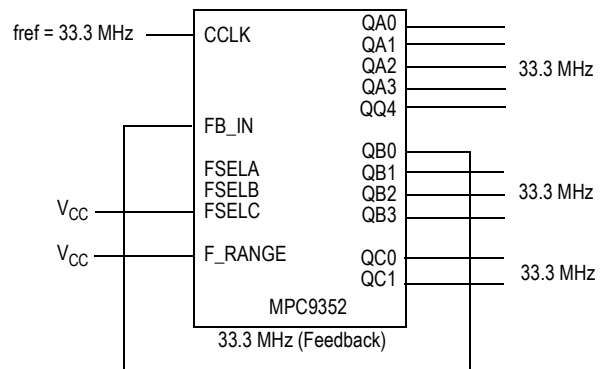 fref = 33.3 MHz
CCLK
QA0
QA1
QA2
QA3
QQ4
33.3 MHz
FB_IN
QB0
QB1
QB2
QB3
33.3 MHz
FSELA
FSELB
VCC
FSELC
VCC
F_RANGE
QC0
QC1
33.3 MHz
MPC9352
33.3 MHz (Feedback)